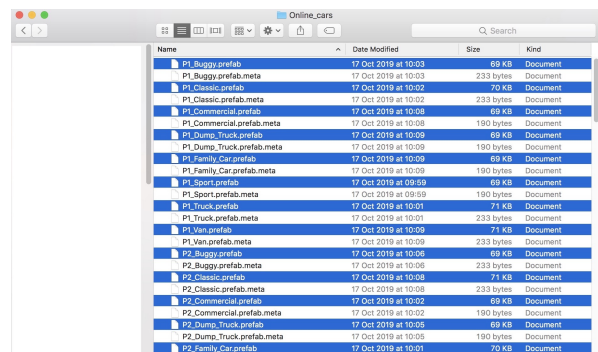 Online_cars
Search
Name Date Modified Size Kind
P1_Buggy.prefab 17 Oct 2019 at 10:03 69 KB Document
P1_Buggy.prefab.meta 17 Oct 2019 at 10:03 233 bytes Document
P1_Classic.prefab 17 Oct 2019 at 10:02 70 KB Document
P1_Classic.prefab.meta 17 Oct 2019 at 10:02 233 bytes Document
P1_Commercial.prefab 17 Oct 2019 at 10:08 69 KB Document
P1_Commercial.prefab.meta 17 Oct 2019 at 10:08 190 bytes Document
P1_Dump_Truck.prefab 17 Oct 2019 at 10:09 69 KB Document
P1_Dump_Truck.prefab.meta 17 Oct 2019 at 10:09 190 bytes Document
P1_Family_Car.prefab 17 Oct 2019 at 10:09 69 KB Document
P1_Family_Car.prefab.meta 17 Oct 2019 at 10:09 190 bytes Document
P1_Sport.prefab 17 Oct 2019 at 09:59 69 KB Document
P1_Sport.prefab.meta 17 Oct 2019 at 09:59 190 bytes Document
P1_Truck.prefab 17 Oct 2019 at 10:01 71 KB Document
P1_Truck.prefab.meta 17 Oct 2019 at 10:01 233 bytes Document
P1_Van.prefab 17 Oct 2019 at 10:09 71 KB Document
P1_Van.prefab.meta 17 Oct 2019 at 10:09 233 bytes Document
P2_Buggy.prefab 17 Oct 2019 at 10:06 69 KB Document
P2_Buggy.prefab.meta 17 Oct 2019 at 10:06 233 bytes Document
P2_Classic.prefab 17 Oct 2019 at 10:08 71 KB Document
P2_Classic.prefab.meta 17 Oct 2019 at 10:08 233 bytes Document
P2_Commercial.prefab 17 Oct 2019 at 10:02 69 KB Document
P2_Commercial.prefab.meta 17 Oct 2019 at 10:02 190 bytes Document
P2_Dump_Truck.prefab 17 Oct 2019 at 10:05 69 KB Document
P2_Dump_Truck.prefab.meta 17 Oct 2019 at 10:05 190 bytes Document
P2_Family_Car.prefab 17 Oct 2019 at 10:01 70 KB Document